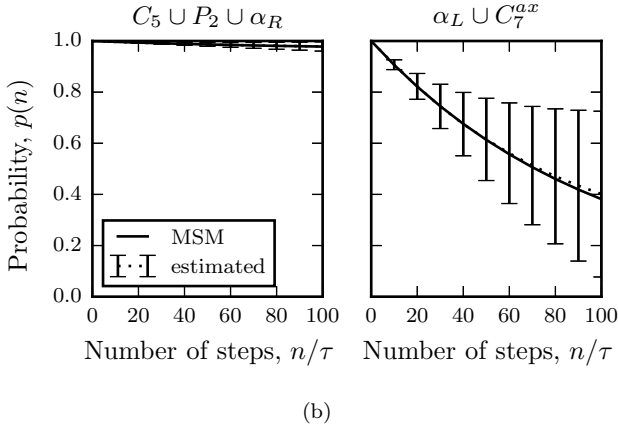 C₅ ∪ P₂ ∪ α_R
α_L ∪ C₇^{ax}
Probability, p(n)
1.0
0.8
0.6
0.4
0.2
0.0
MSM
estimated
0 20 40 60 80 100
0 20 40 60 80 100
Number of steps, n/τ
Number of steps, n/τ
(b)